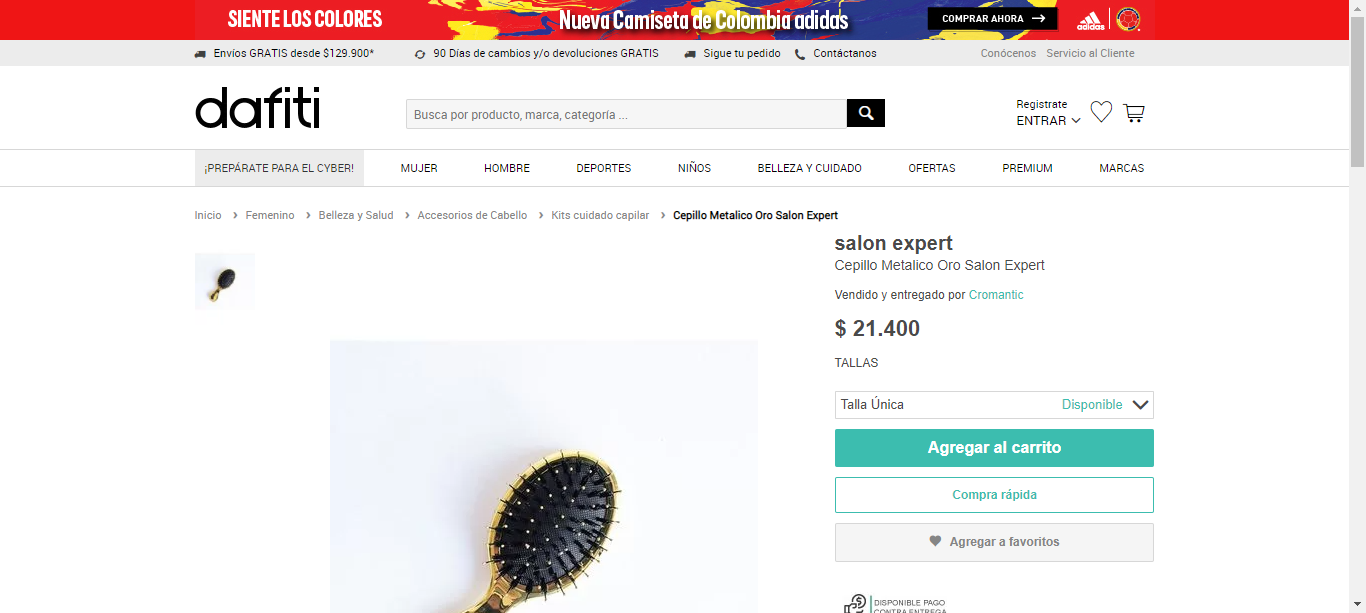 SIENTE LOS COLORES
Nueva Camiseta de Colombia adidas
COMPRAR AHORA
adidas
Envíos GRATIS desde $129.900*
90 Días de cambios y/o devoluciones GRATIS
Sigue tu pedido
Contáctanos
Conócenos
Servicio al Cliente
dafiti
Busca por producto, marca, categoría ...
Registrate
ENTRAR
¡PREPÁRATE PARA EL CYBER!
MUJER
HOMBRE
DEPORTES
NIÑOS
BELLEZA Y CUIDADO
OFERTAS
PREMIUM
MARCAS
Inicio › Femenino › Belleza y Salud › Accesorios de Cabello › Kits cuidado capilar › Cepillo Metalico Oro Salon Expert
salon expert
Cepillo Metalico Oro Salon Expert
Vendido y entregado por Cromantic
$ 21.400
TALLAS
Talla Única Disponible
Agregar al carrito
Compra rápida
Agregar a favoritos
DISPONIBLE PAGO
CONTRA ENTREGA